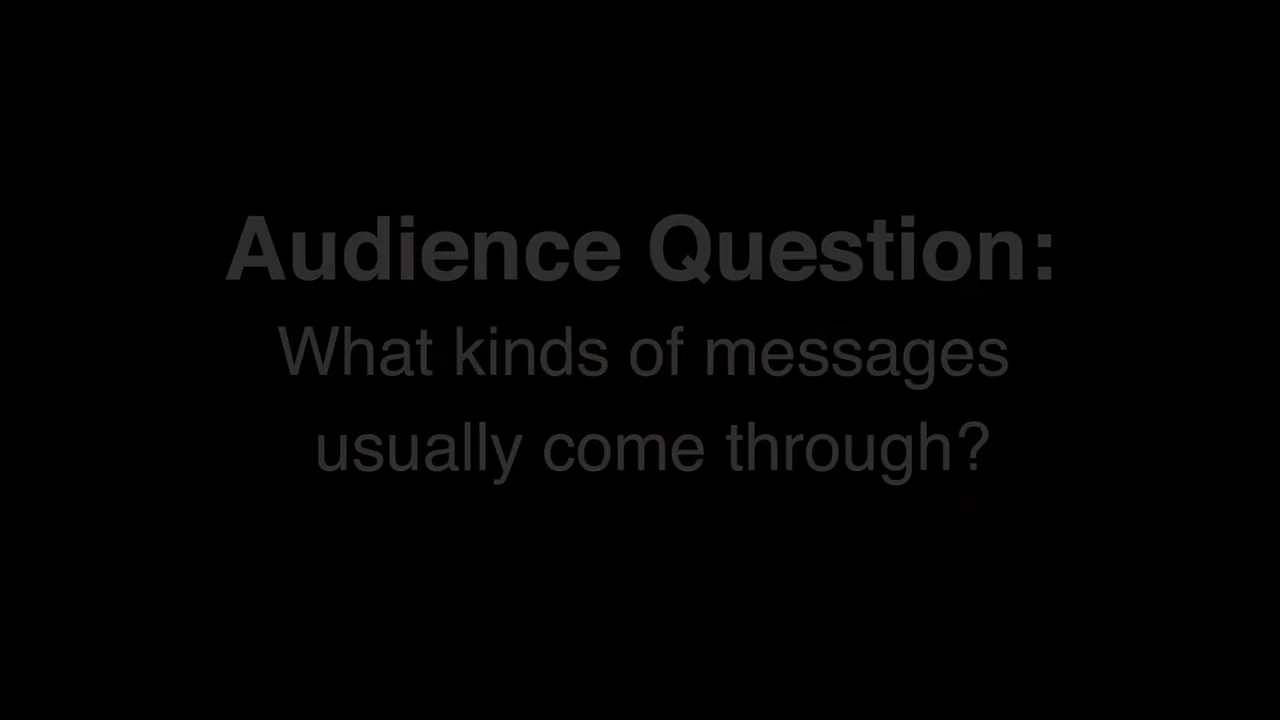 Audience Question:
What kinds of messages
usually come through?